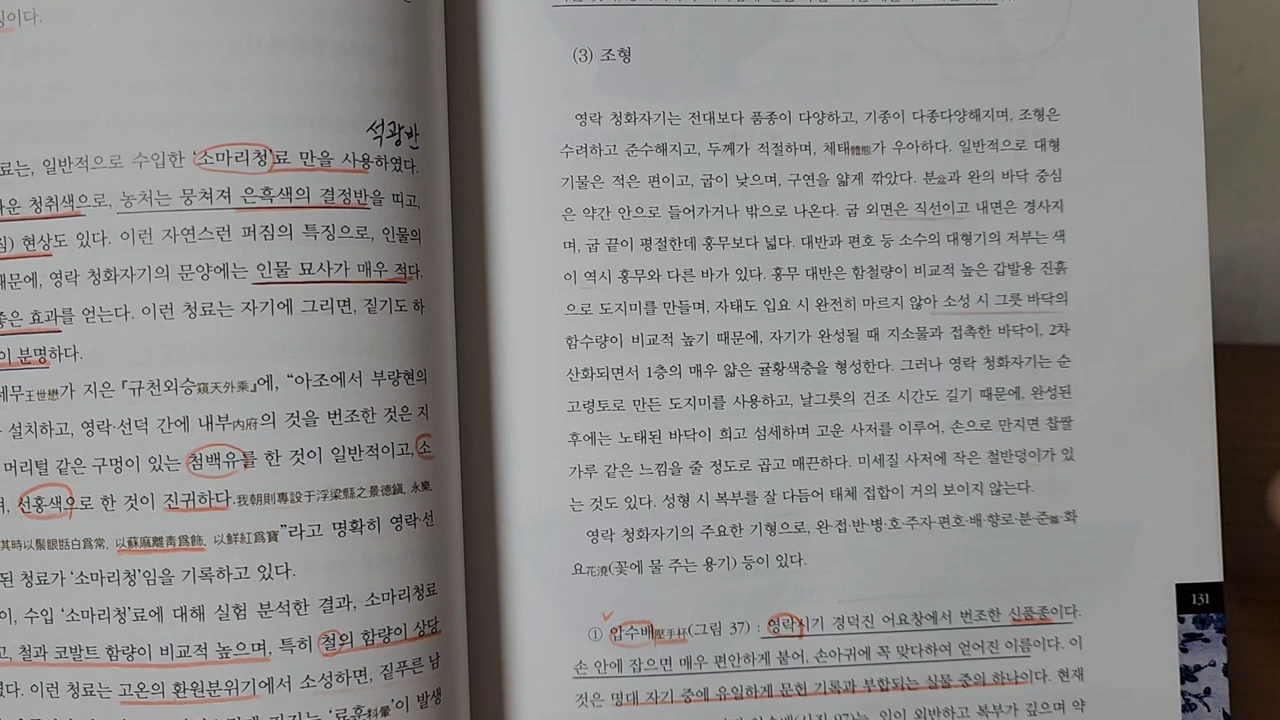 징이다.
석광반
료는, 일반적으로 수입한 '소마리청'료 만을 사용하였다.
운 청취색으로, 농처는 뭉쳐져 은흑색의 결정반을 띠고,
짐) 현상도 있다. 이런 자연스런 퍼짐의 특징으로, 인물의
때문에, 영락 청화자기의 문양에는 인물 묘사가 매우 적다.
좋은 효과를 얻는다. 이런 청료는 자기에 그리면, 짙기도 하
이 분명하다.
세무王世懋가 지은 『규천외승窺天外乘』에, "아조에서 부량현의
설치하고, 영락·선덕 간에 내부內府의 것을 번조한 것은 지
머리털 같은 구멍이 있는 첨백유를 한 것이 일반적이고, 소
며, 선홍색으로 한 것이 진귀하다.我朝則專設于浮梁縣之景德鎭, 永樂,
其時以鬃眼甛白爲常, 以蘇麻離青爲飾, 以鮮紅爲寶"라고 명확히 영락·선
된 청료가 '소마리청'임을 기록하고 있다.
이, 수입 '소마리청'료에 대해 실험 분석한 결과, 소마리청료
고, 철과 코발트 함량이 비교적 높으며, 특히 철의 함량이 상당
였다. 이런 청료는 고온의 환원분위기에서 소성하면, 짙푸른 남
'료훈料暈'이 발생
(3) 조형
영락 청화자기는 전대보다 품종이 다양하고, 기종이 다종다양해지며, 조형은
수려하고 준수해지고, 두께가 적절하며, 체태體態가 우아하다. 일반적으로 대형
기물은 적은 편이고, 굽이 낮으며, 구연을 얇게 깎았다. 분盆과 완의 바닥 중심
은 약간 안으로 들어가거나 밖으로 나온다. 굽 외면은 직선이고 내면은 경사지
며, 굽 끝이 평절한데 홍무보다 넓다. 대반과 편호 등 소수의 대형기의 저부는 색
이 역시 홍무와 다른 바가 있다. 홍무 대반은 함철량이 비교적 높은 갑발용 진흙
으로 도지미를 만들며, 자태도 입요 시 완전히 마르지 않아 소성 시 그릇 바닥의
함수량이 비교적 높기 때문에, 자기가 완성될 때 지소물과 접촉한 바닥이, 2차
산화되면서 1층의 매우 얇은 귤황색층을 형성한다. 그러나 영락 청화자기는 순
고령토로 만든 도지미를 사용하고, 날그릇의 건조 시간도 길기 때문에, 완성된
후에는 노태된 바닥이 희고 섬세하며 고운 사저를 이루어, 손으로 만지면 찹쌀
가루 같은 느낌을 줄 정도로 곱고 매끈하다. 미세질 사저에 작은 철반덩이가 있
는 것도 있다. 성형 시 복부를 잘 다듬어 태체 접합이 거의 보이지 않는다.
영락 청화자기의 주요한 기형으로, 완·접·반·병·호·주자·편호·배·향로·분·준·화
요花澆(꽃에 물 주는 용기) 등이 있다.
131
① 압수배壓手杯(그림 37) : 영락시기 경덕진 어요창에서 번조한 신품종이다.
손 안에 잡으면 매우 편안하게 붙어, 손아귀에 꼭 맞다하여 얻어진 이름이다. 이
것은 명대 자기 중에 유일하게 문헌 기록과 부합되는 실물 중의 하나이다. 현재
입이 외반하고 복부가 깊으며 약